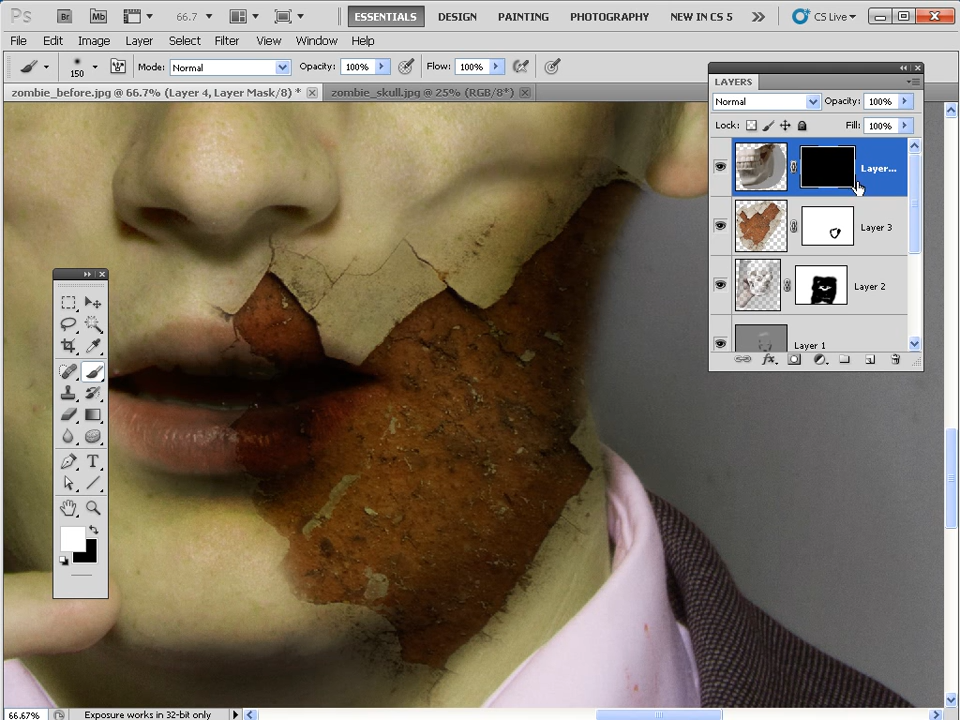 Ps Br Mb 66.7 ESSENTIALS DESIGN PAINTING PHOTOGRAPHY NEW IN CS 5 CS Live
File Edit Image Layer Select Filter View Window Help
150 Mode: Normal Opacity: 100% Flow: 100%
zombie_before.jpg @ 66.7% (Layer 4, Layer Mask/8) * zombie_skull.jpg @ 25% (RGB/8*)
LAYERS
Normal Opacity: 100%
Lock: Fill: 100%
Layer...
Layer 3
Layer 2
Layer 1
fx
T
66.67% Exposure works in 32-bit only